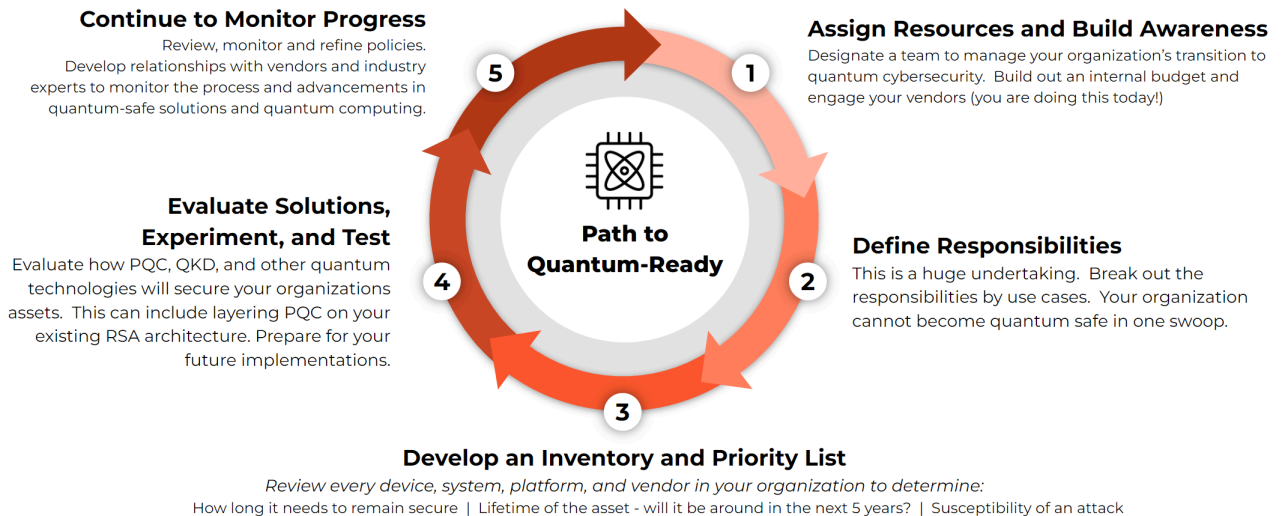 Continue to Monitor Progress
Review, monitor and refine policies.
Develop relationships with vendors and industry
experts to monitor the process and advancements in
quantum-safe solutions and quantum computing.
5
1
Assign Resources and Build Awareness
Designate a team to manage your organization's transition to
quantum cybersecurity.  Build out an internal budget and
engage your vendors (you are doing this today!)
Path to
Quantum-Ready
Evaluate Solutions,
Experiment, and Test
Evaluate how PQC, QKD, and other quantum
technologies will secure your organizations
assets.  This can include layering PQC on your
existing RSA architecture. Prepare for your
future implementations.
4
2
Define Responsibilities
This is a huge undertaking.  Break out the
responsibilities by use cases.  Your organization
cannot become quantum safe in one swoop.
3
Develop an Inventory and Priority List
Review every device, system, platform, and vendor in your organization to determine:
How long it needs to remain secure  |  Lifetime of the asset - will it be around in the next 5 years?  |  Susceptibility of an attack